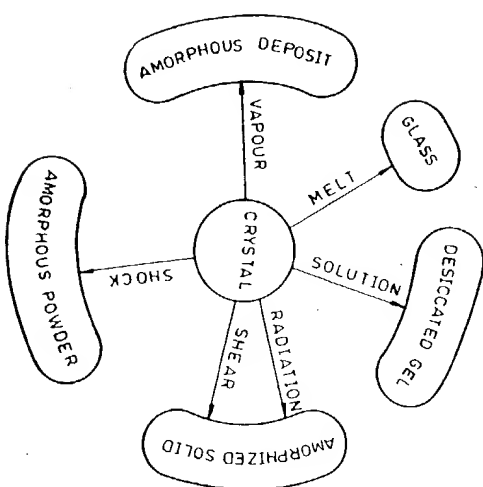 AMORPHOUS DEPOSIT
VAPOUR
GLASS
MELT
CRYSTAL
SOLUTION
DESICCATED GEL
AMORPHOUS POWDER
SHOCK
SHEAR
RADIATION
AMORPHIZED SOLID